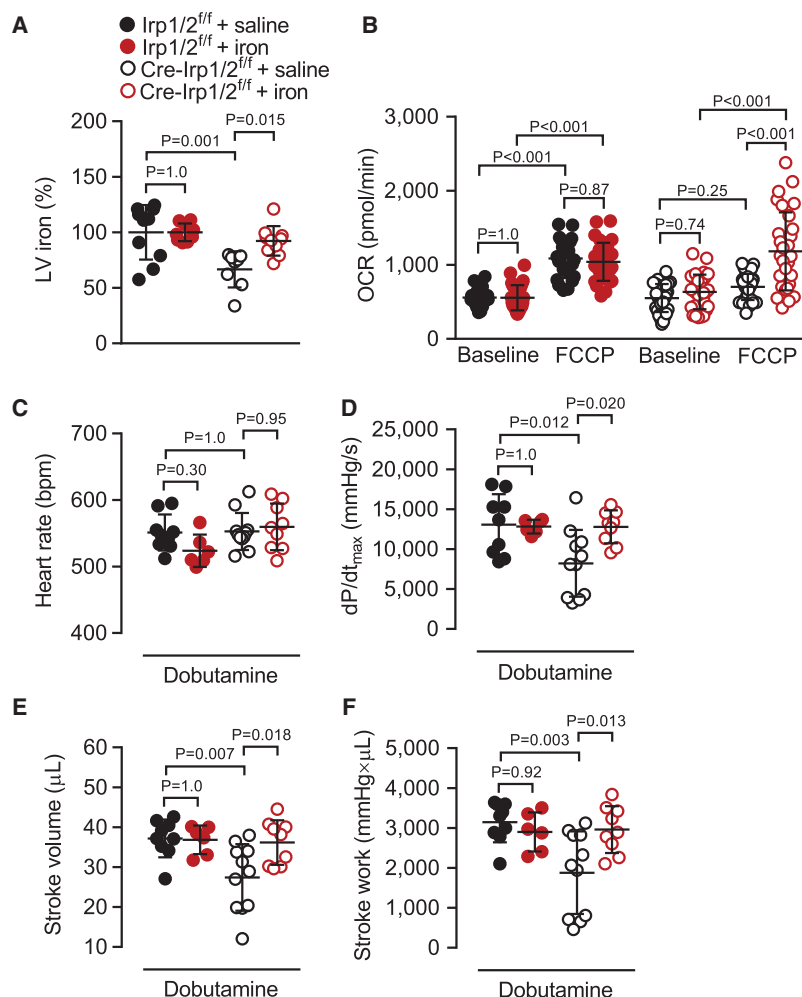 A
Irp1/2f/f + saline
Irp1/2f/f + iron
Cre-Irp1/2f/f + saline
Cre-Irp1/2f/f + iron
LV iron (%)
200
150
100
50
0
P=0.001
P=0.015
P=1.0
B
OCR (pmol/min)
3,000
2,000
1,000
0
P<0.001
P<0.001
P<0.001
P<0.001
P=0.87
P=0.25
P=1.0
P=0.74
Baseline
FCCP
Baseline
FCCP
C
Heart rate (bpm)
700
600
500
400
P=0.95
P=1.0
P=0.30
Dobutamine
D
dP/dtmax (mmHg/s)
25,000
20,000
15,000
10,000
5,000
0
P=0.020
P=0.012
P=1.0
Dobutamine
E
Stroke volume (μL)
60
50
40
30
20
10
P=0.018
P=0.007
P=1.0
Dobutamine
F
Stroke work (mmHg×μL)
5,000
4,000
3,000
2,000
1,000
0
P=0.013
P=0.003
P=0.92
Dobutamine